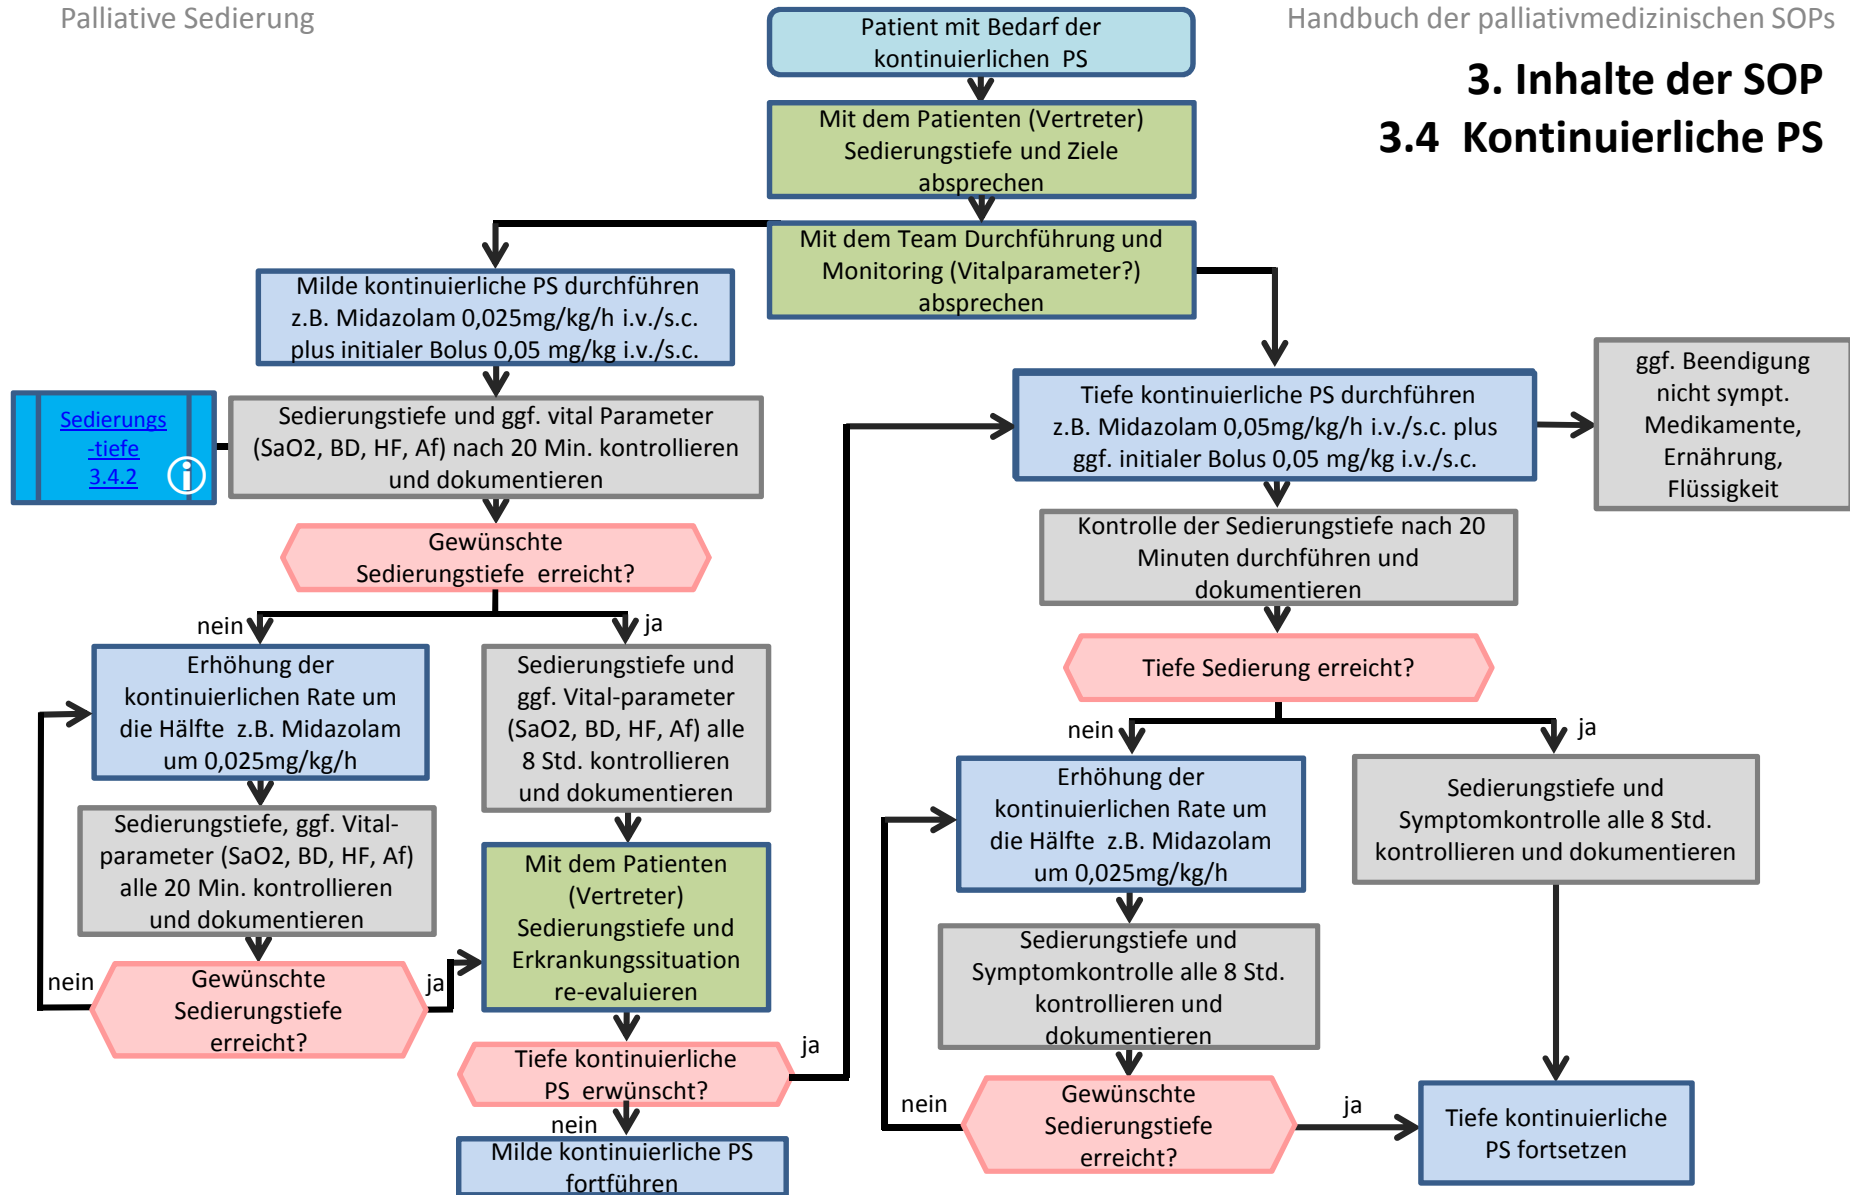 Palliative Sedierung
Handbuch der palliativmedizinischen SOPs
3. Inhalte der SOP
3.4 Kontinuierliche PS
Patient mit Bedarf der
kontinuierlichen PS
Mit dem Patienten (Vertreter)
Sedierungstiefe und Ziele
absprechen
Mit dem Team Durchführung und
Monitoring (Vitalparameter?)
absprechen
Milde kontinuierliche PS durchführen
z.B. Midazolam 0,025mg/kg/h i.v./s.c.
plus initialer Bolus 0,05 mg/kg i.v./s.c.
Sedierungs
-tiefe
3.4.2
i
Sedierungstiefe und ggf. vital Parameter
(SaO2, BD, HF, Af) nach 20 Min. kontrollieren
und dokumentieren
Gewünschte
Sedierungstiefe erreicht?
nein
ja
Erhöhung der
kontinuierlichen Rate um
die Hälfte z.B. Midazolam
um 0,025mg/kg/h
Sedierungstiefe, ggf. Vital-
parameter (SaO2, BD, HF, Af)
alle 20 Min. kontrollieren
und dokumentieren
nein
Gewünschte
Sedierungstiefe
erreicht?
ja
Sedierungstiefe und
ggf. Vital-parameter
(SaO2, BD, HF, Af) alle
8 Std. kontrollieren
und dokumentieren
Mit dem Patienten
(Vertreter)
Sedierungstiefe und
Erkrankungssituation
re-evaluieren
Tiefe kontinuierliche
PS erwünscht?
ja
nein
Milde kontinuierliche PS
fortführen
Tiefe kontinuierliche PS durchführen
z.B. Midazolam 0,05mg/kg/h i.v./s.c. plus
ggf. initialer Bolus 0,05 mg/kg i.v./s.c.
ggf. Beendigung
nicht sympt.
Medikamente,
Ernährung,
Flüssigkeit
Kontrolle der Sedierungstiefe nach 20
Minuten durchführen und
dokumentieren
Tiefe Sedierung erreicht?
nein
ja
Erhöhung der
kontinuierlichen Rate um
die Hälfte z.B. Midazolam
um 0,025mg/kg/h
Sedierungstiefe und
Symptomkontrolle alle 8 Std.
kontrollieren und
dokumentieren
nein
Gewünschte
Sedierungstiefe
erreicht?
ja
Sedierungstiefe und
Symptomkontrolle alle 8 Std.
kontrollieren und dokumentieren
Tiefe kontinuierliche
PS fortsetzen